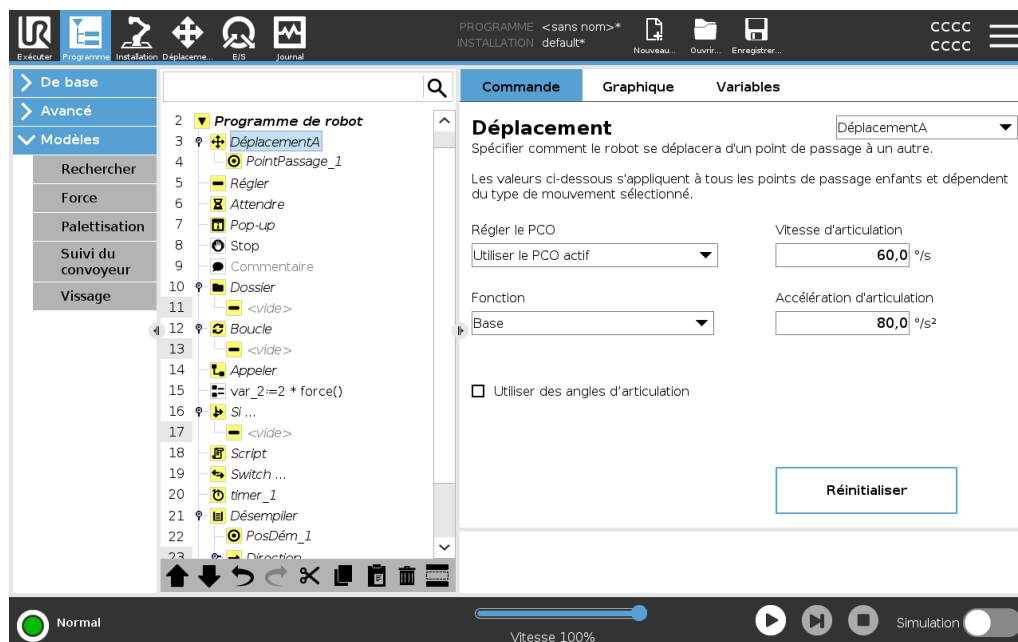 PROGRAMME <sans nom>*
INSTALLATION default*
Exécuter
Programme
Installation
Déplaceme...
E/S
Journal
Nouveau...
Ouvrir...
Enregistrer...
cccc
cccc
De base
Avancé
Modèles
Rechercher
Force
Palettisation
Suivi du
convoyeur
Vissage
2 Programme de robot
3 DéplacementA
4 PointPassage_1
5 Régler
6 Attendre
7 Pop-up
8 Stop
9 Commentaire
10 Dossier
11 <vide>
12 Boucle
13 <vide>
14 Appeler
15 var_2:=2 * force()
16 Si ...
17 <vide>
18 Script
19 Switch ...
20 timer_1
21 Désempiler
22 PosDém_1
23 Direction
Commande
Graphique
Variables
Déplacement
DéplacementA
Spécifier comment le robot se déplacera d'un point de passage à un autre.
Les valeurs ci-dessous s'appliquent à tous les points de passage enfants et dépendent
du type de mouvement sélectionné.
Régler le PCO
Vitesse d'articulation
Utiliser le PCO actif
60,0 °/s
Fonction
Accélération d'articulation
Base
80,0 °/s²
Utiliser des angles d'articulation
Réinitialiser
Normal
Vitesse 100%
Simulation